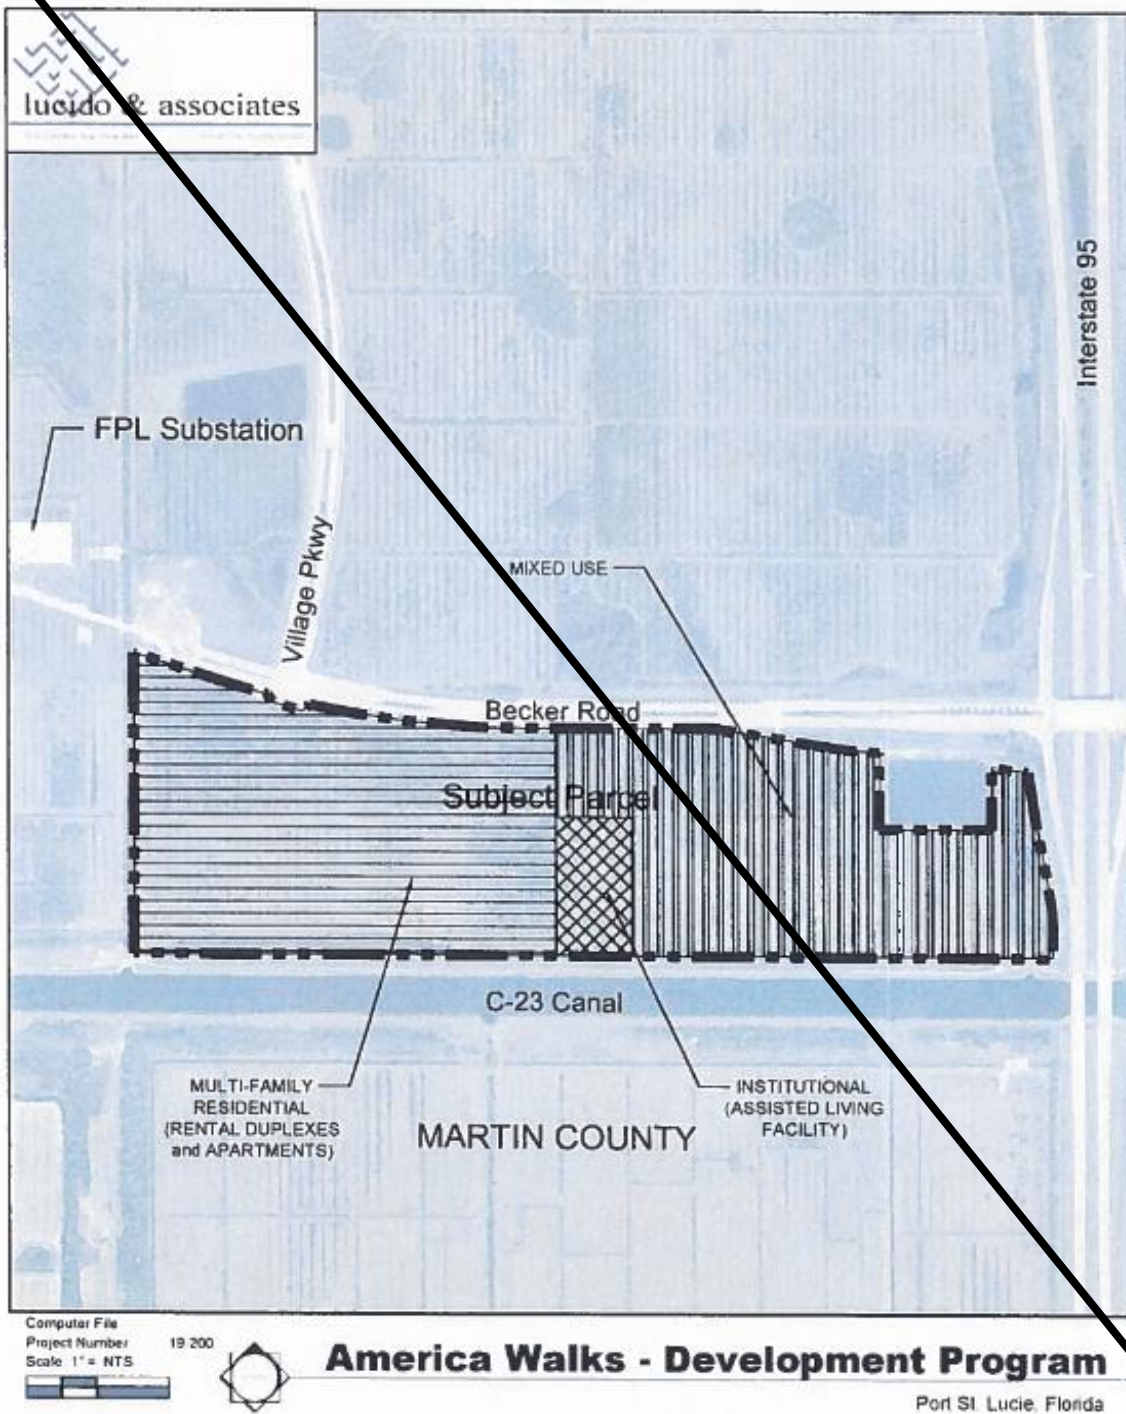 lucido & associates
Interstate 95
FPL Substation
Village Pkwy
MIXED USE
Becker Road
Subject Parcel
C-23 Canal
MULTI-FAMILY
RESIDENTIAL
(RENTAL DUPLEXES
and APARTMENTS)
INSTITUTIONAL
(ASSISTED LIVING
FACILITY)
MARTIN COUNTY
Computer File
Project Number 19 200
Scale 1" = NTS
America Walks - Development Program
Port St. Lucie, Florida